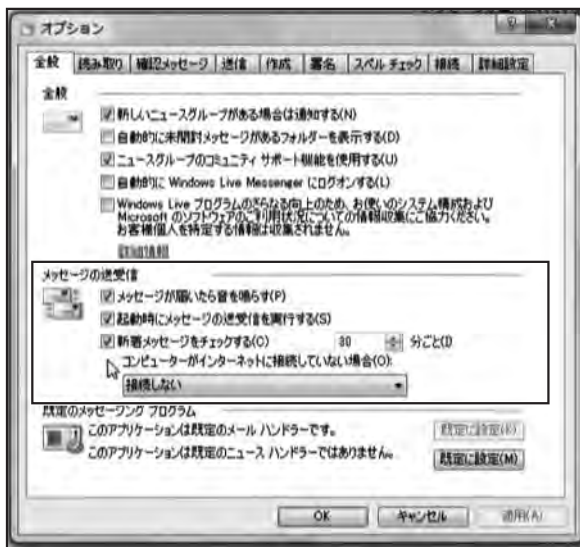 オプション
全般 読み取り 確認メッセージ 送信 作成 署名 スペル チェック 接続 詳細設定
全般
新しいニュースグループがある場合は通知する(N)
自動的に未開封メッセージがあるフォルダーを表示する(D)
ニュースグループのコミュニティ サポート機能を使用する(U)
自動的に Windows Live Messenger にログオンする(L)
Windows Live プログラムのさらなる向上のため、お使いのシステム構成および
Microsoft のソフトウェアのご利用状況についての情報収集にご協力ください。
お客様個人を特定する情報は収集されません。
詳細情報
メッセージの送受信
メッセージが届いたら音を鳴らす(P)
起動時にメッセージの送受信を実行する(S)
新着メッセージをチェックする(C) 30 分ごと(I)
コンピューターがインターネットに接続していない場合(O):
接続しない
既定のメッセージング プログラム
このアプリケーションは既定のメール ハンドラーです。 既定に設定(K)
このアプリケーションは既定のニュース ハンドラーではありません。 既定に設定(M)
OK キャンセル 適用(A)